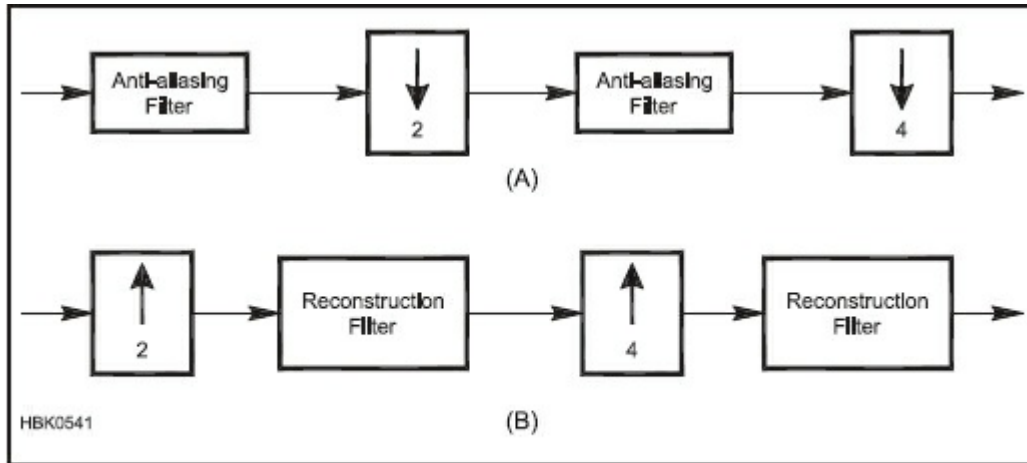 Anti-aliasing
Filter
2
Anti-aliasing
Filter
4
(A)
2
Reconstruction
Filter
4
Reconstruction
Filter
HBK0541
(B)